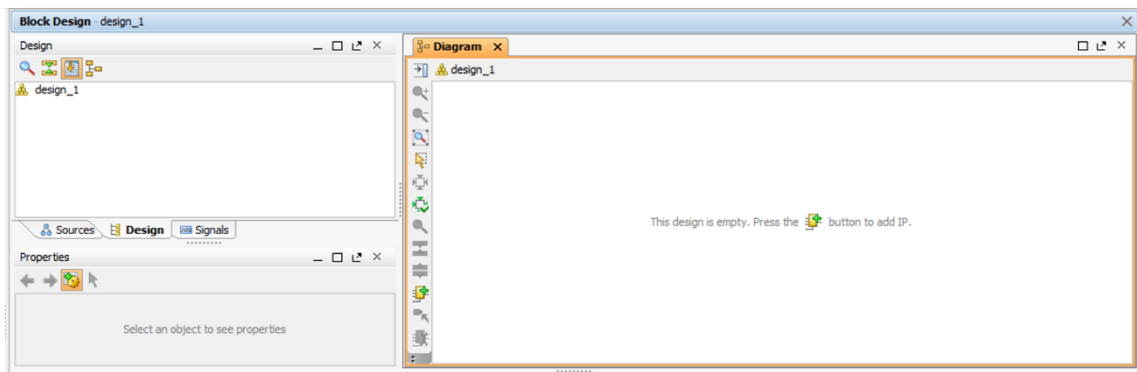 Block Design - design_1
Design
design_1
Sources
Design
Signals
Properties
Select an object to see properties
Diagram
design_1
This design is empty. Press the button to add IP.